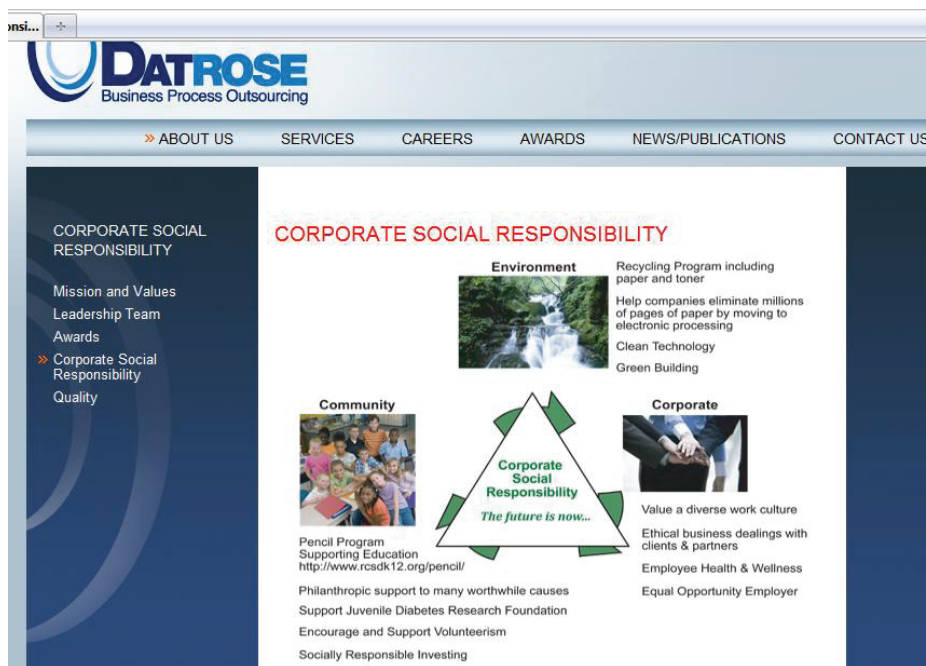 onsi...
DATROSE
Business Process Outsourcing
» ABOUT US SERVICES CAREERS AWARDS NEWS/PUBLICATIONS CONTACT US
CORPORATE SOCIAL
RESPONSIBILITY
Mission and Values
Leadership Team
Awards
» Corporate Social
Responsibility
Quality
CORPORATE SOCIAL RESPONSIBILITY
Environment
Recycling Program including
paper and toner
Help companies eliminate millions
of pages of paper by moving to
electronic processing
Clean Technology
Green Building
Community
Corporate
Corporate
Social
Responsibility
The future is now...
Pencil Program
Supporting Education
http://www.rcsdk12.org/pencil/
Philanthropic support to many worthwhile causes
Support Juvenile Diabetes Research Foundation
Encourage and Support Volunteerism
Socially Responsible Investing
Value a diverse work culture
Ethical business dealings with
clients & partners
Employee Health & Wellness
Equal Opportunity Employer